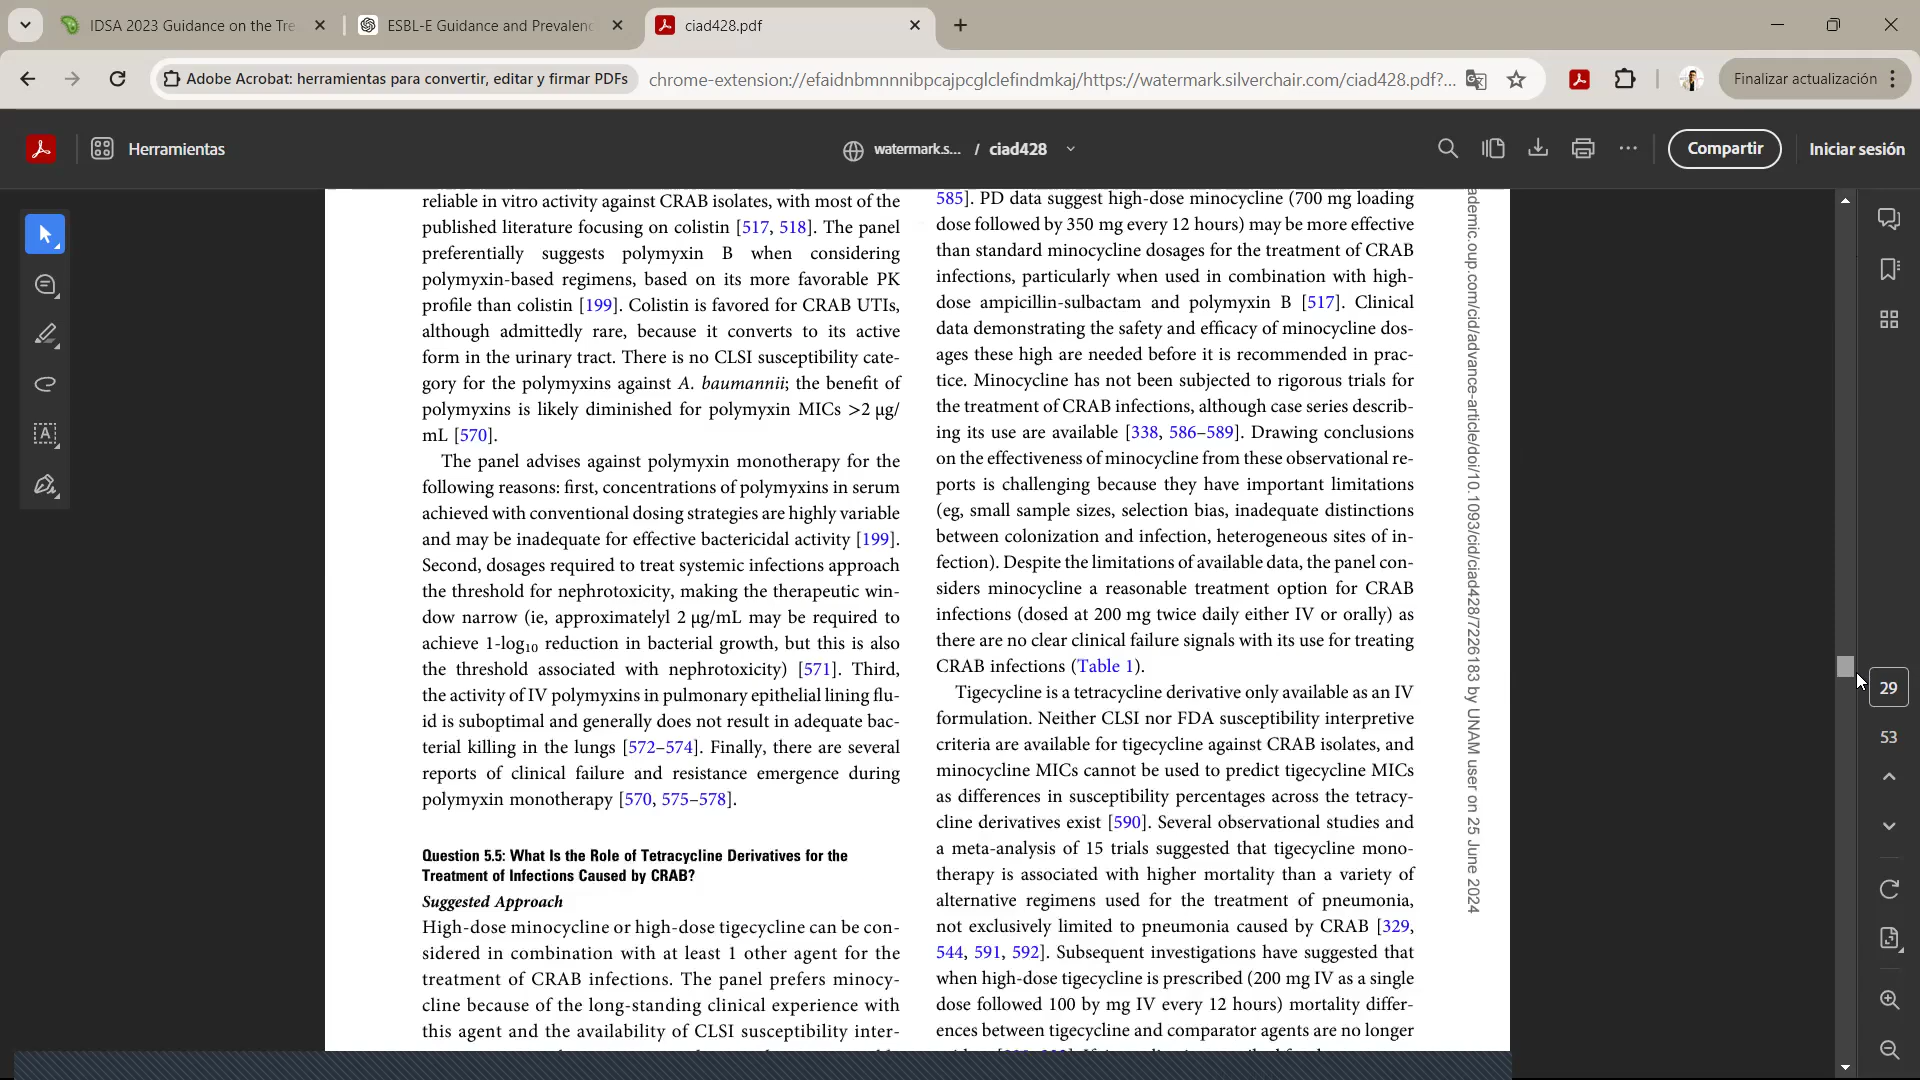 IDSA 2023 Guidance on the Tre
ESBL-E Guidance and Prevalenc
ciad428.pdf
Adobe Acrobat: herramientas para convertir, editar y firmar PDFs
chrome-extension://efaidnbmnnnibpcajpcglclefindmkaj/https://watermark.silverchair.com/ciad428.pdf?...
Finalizar actualización
Herramientas
watermark.s... / ciad428
Compartir
Iniciar sesión
reliable in vitro activity against CRAB isolates, with most of the
published literature focusing on colistin [517, 518]. The panel
preferentially suggests polymyxin B when considering
polymyxin-based regimens, based on its more favorable PK
profile than colistin [199]. Colistin is favored for CRAB UTIs,
although admittedly rare, because it converts to its active
form in the urinary tract. There is no CLSI susceptibility cate-
gory for the polymyxins against A. baumannii; the benefit of
polymyxins is likely diminished for polymyxin MICs >2 µg/
mL [570].
The panel advises against polymyxin monotherapy for the
following reasons: first, concentrations of polymyxins in serum
achieved with conventional dosing strategies are highly variable
and may be inadequate for effective bactericidal activity [199].
Second, dosages required to treat systemic infections approach
the threshold for nephrotoxicity, making the therapeutic win-
dow narrow (ie, approximatelyl 2 µg/mL may be required to
achieve 1-log10 reduction in bacterial growth, but this is also
the threshold associated with nephrotoxicity) [571]. Third,
the activity of IV polymyxins in pulmonary epithelial lining flu-
id is suboptimal and generally does not result in adequate bac-
terial killing in the lungs [572–574]. Finally, there are several
reports of clinical failure and resistance emergence during
polymyxin monotherapy [570, 575–578].
Question 5.5: What Is the Role of Tetracycline Derivatives for the
Treatment of Infections Caused by CRAB?
Suggested Approach
High-dose minocycline or high-dose tigecycline can be con-
sidered in combination with at least 1 other agent for the
treatment of CRAB infections. The panel prefers minocy-
cline because of the long-standing clinical experience with
this agent and the availability of CLSI susceptibility inter-
585]. PD data suggest high-dose minocycline (700 mg loading
dose followed by 350 mg every 12 hours) may be more effective
than standard minocycline dosages for the treatment of CRAB
infections, particularly when used in combination with high-
dose ampicillin-sulbactam and polymyxin B [517]. Clinical
data demonstrating the safety and efficacy of minocycline dos-
ages these high are needed before it is recommended in prac-
tice. Minocycline has not been subjected to rigorous trials for
the treatment of CRAB infections, although case series describ-
ing its use are available [338, 586–589]. Drawing conclusions
on the effectiveness of minocycline from these observational re-
ports is challenging because they have important limitations
(eg, small sample sizes, selection bias, inadequate distinctions
between colonization and infection, heterogeneous sites of in-
fection). Despite the limitations of available data, the panel con-
siders minocycline a reasonable treatment option for CRAB
infections (dosed at 200 mg twice daily either IV or orally) as
there are no clear clinical failure signals with its use for treating
CRAB infections (Table 1).
Tigecycline is a tetracycline derivative only available as an IV
formulation. Neither CLSI nor FDA susceptibility interpretive
criteria are available for tigecycline against CRAB isolates, and
minocycline MICs cannot be used to predict tigecycline MICs
as differences in susceptibility percentages across the tetracy-
cline derivatives exist [590]. Several observational studies and
a meta-analysis of 15 trials suggested that tigecycline mono-
therapy is associated with higher mortality than a variety of
alternative regimens used for the treatment of pneumonia,
not exclusively limited to pneumonia caused by CRAB [329,
544, 591, 592]. Subsequent investigations have suggested that
when high-dose tigecycline is prescribed (200 mg IV as a single
dose followed 100 by mg IV every 12 hours) mortality differ-
ences between tigecycline and comparator agents are no longer
ademic.oup.com/cid/advance-article/doi/10.1093/cid/ciad428/7226183 by UNAM user on 25 June 2024
29
53